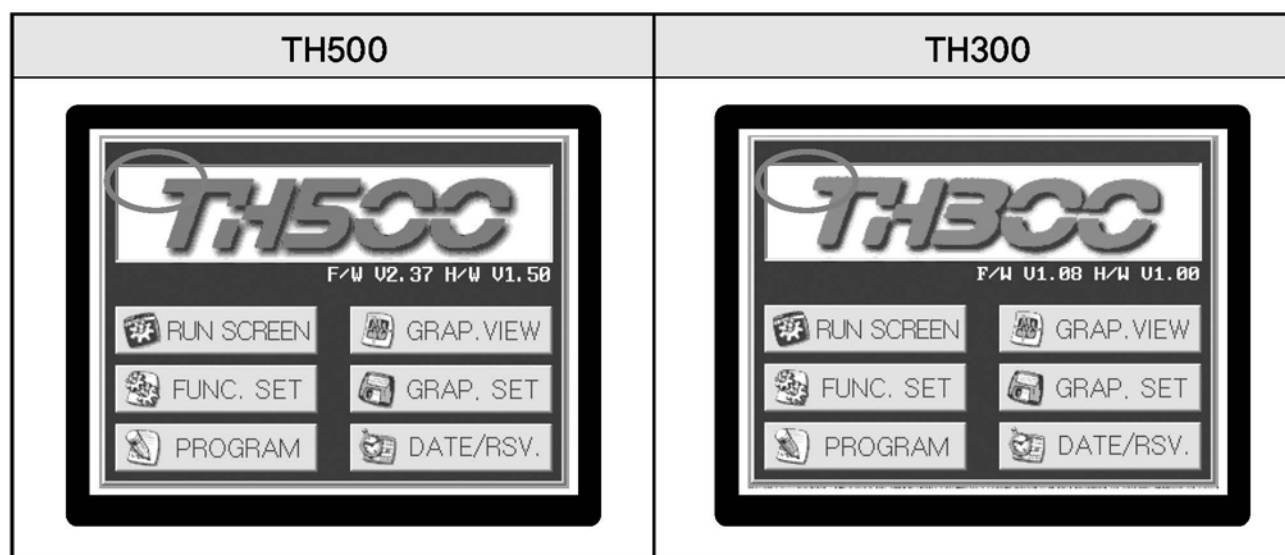 TH500 TH300
TH500
F/W V2.37 H/W V1.50
RUN SCREEN GRAP.VIEW
FUNC. SET GRAP. SET
PROGRAM DATE/RSV.
TH300
F/W V1.08 H/W V1.00
RUN SCREEN GRAP.VIEW
FUNC. SET GRAP. SET
PROGRAM DATE/RSV.